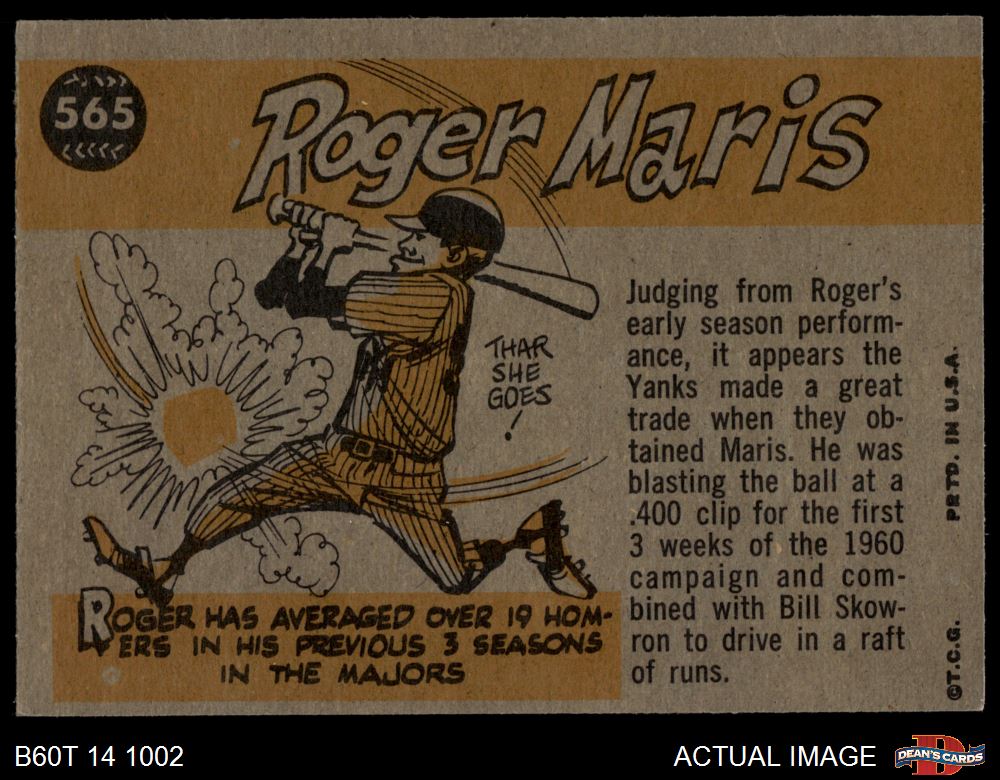 565
Roger Maris
THAR
SHE
GOES
!
Judging from Roger's
early season perform-
ance, it appears the
Yanks made a great
trade when they ob-
tained Maris. He was
blasting the ball at a
.400 clip for the first
3 weeks of the 1960
campaign and com-
bined with Bill Skow-
ron to drive in a raft
of runs.
ROGER HAS AVERAGED OVER 19 HOM-
ERS IN HIS PREVIOUS 3 SEASONS
IN THE MAJORS
©T.C.G. PRTD. IN U.S.A.
B60T 14 1002
ACTUAL IMAGE
D
DEAN'S CARDS